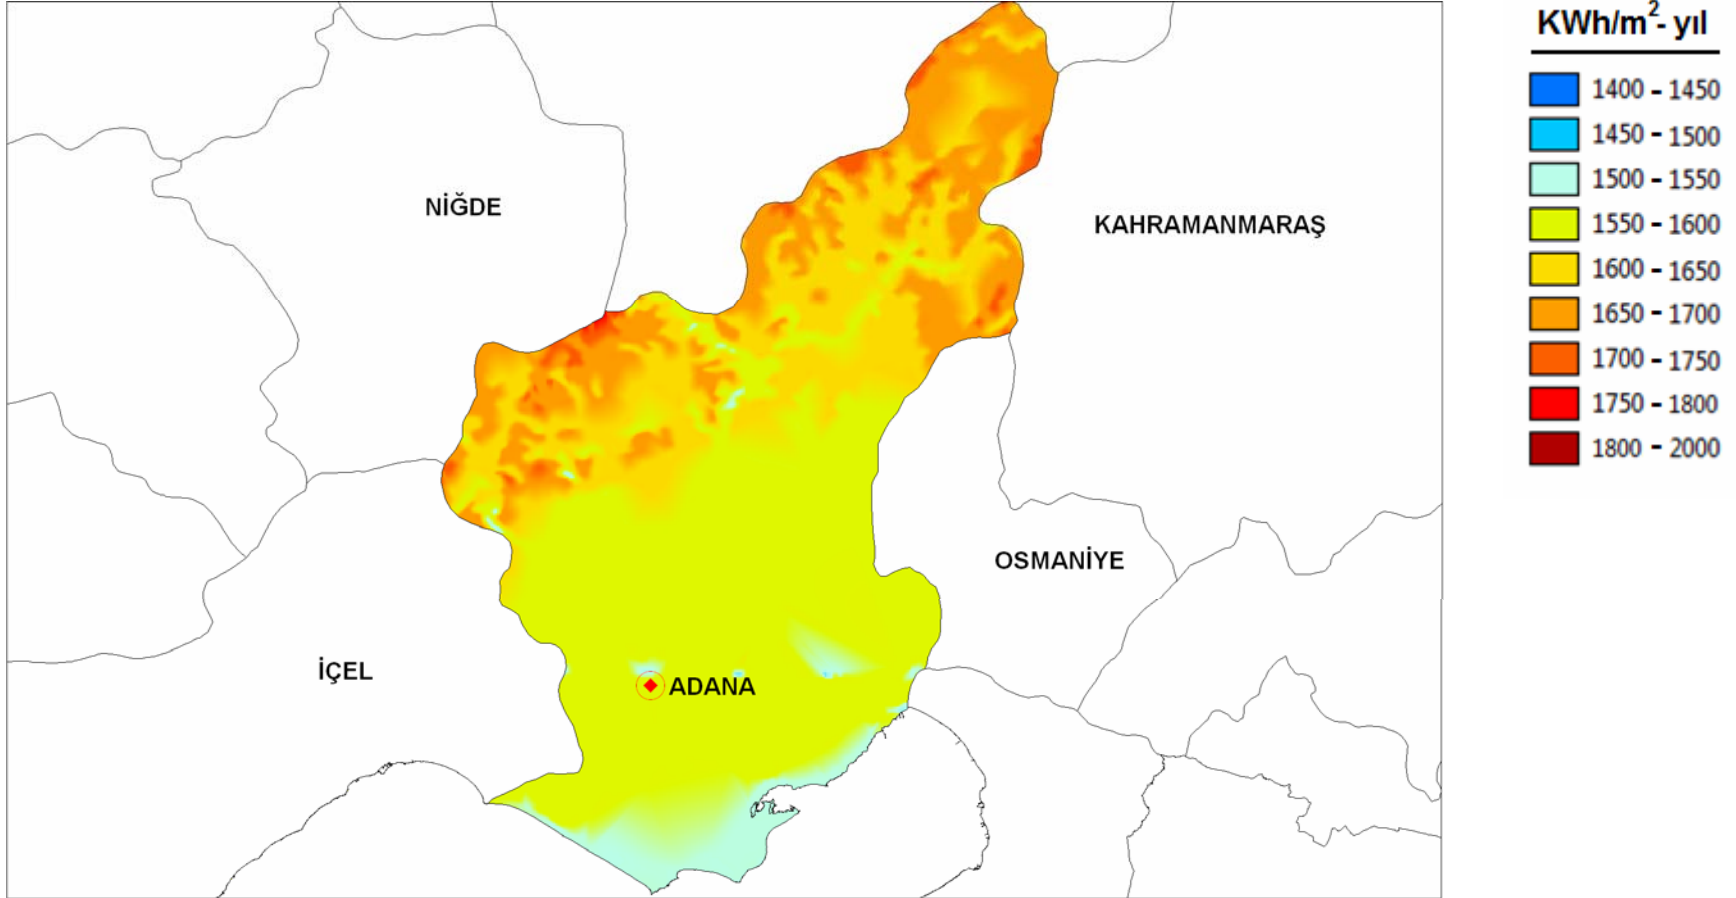 KWh/m²- yıl
1400 - 1450
1450 - 1500
1500 - 1550
1550 - 1600
1600 - 1650
1650 - 1700
1700 - 1750
1750 - 1800
1800 - 2000
NİĞDE
KAHRAMANMARAŞ
OSMANİYE
İÇEL
ADANA